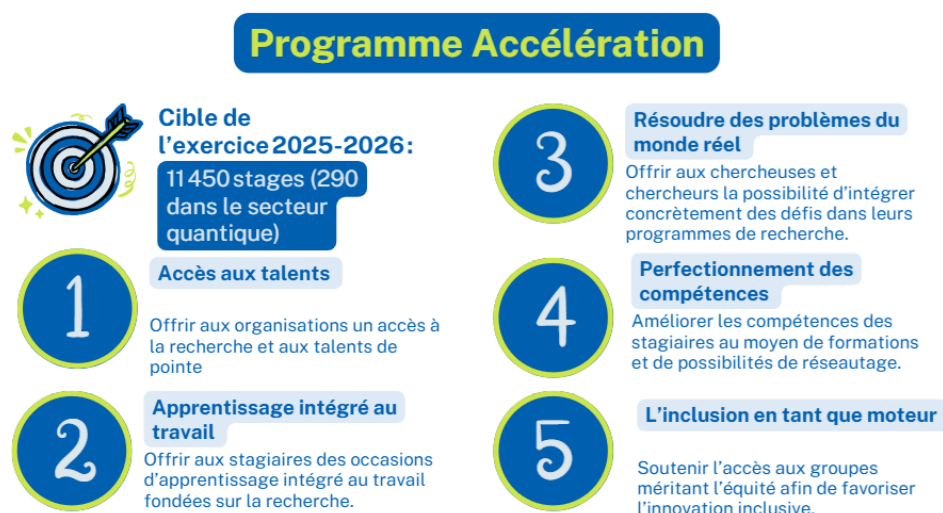 Programme Accélération
Cible de
l'exercice 2025-2026 :
11 450 stages (290
dans le secteur
quantique)
1
Accès aux talents
Offrir aux organisations un accès à
la recherche et aux talents de
pointe
2
Apprentissage intégré au
travail
Offrir aux stagiaires des occasions
d'apprentissage intégré au travail
fondées sur la recherche.
3
Résoudre des problèmes du
monde réel
Offrir aux chercheuses et
chercheurs la possibilité d'intégrer
concrètement des défis dans leurs
programmes de recherche.
4
Perfectionnement des
compétences
Améliorer les compétences des
stagiaires au moyen de formations
et de possibilités de réseautage.
5
L'inclusion en tant que moteur
Soutenir l'accès aux groupes
méritant l'équité afin de favoriser
l'innovation inclusive.